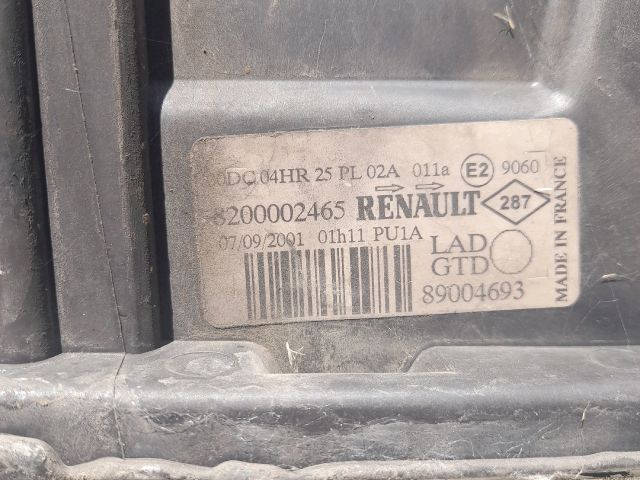 DC 04HR 25 PL 02A 011a E2 9060
8200002465 RENAULT 287
07/09/2001 01h11 PU1A LAD
GTD
89004693
MADE IN FRANCE